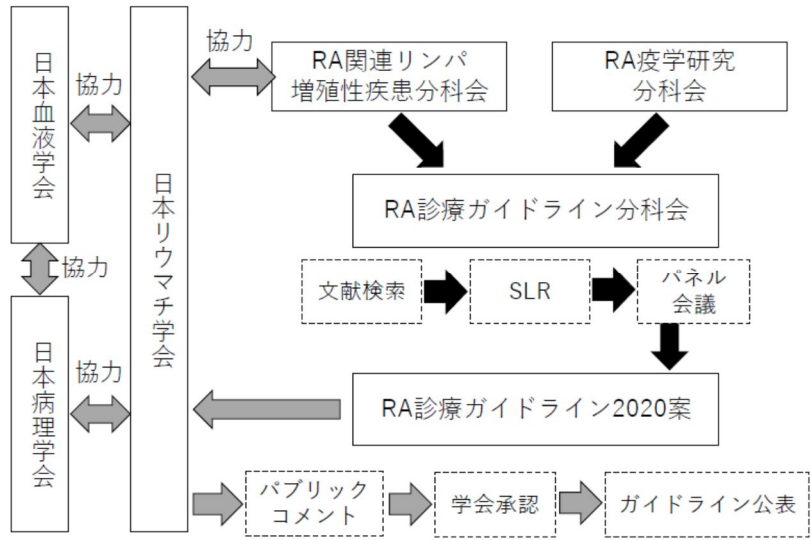 日本血液学会
協力
協力
日本病理学会
協力
日本リウマチ学会
協力
RA関連リンパ
増殖性疾患分科会
RA疫学研究
分科会
RA診療ガイドライン分科会
文献検索
SLR
パネル
会議
RA診療ガイドライン2020案
パブリック
コメント
学会承認
ガイドライン公表